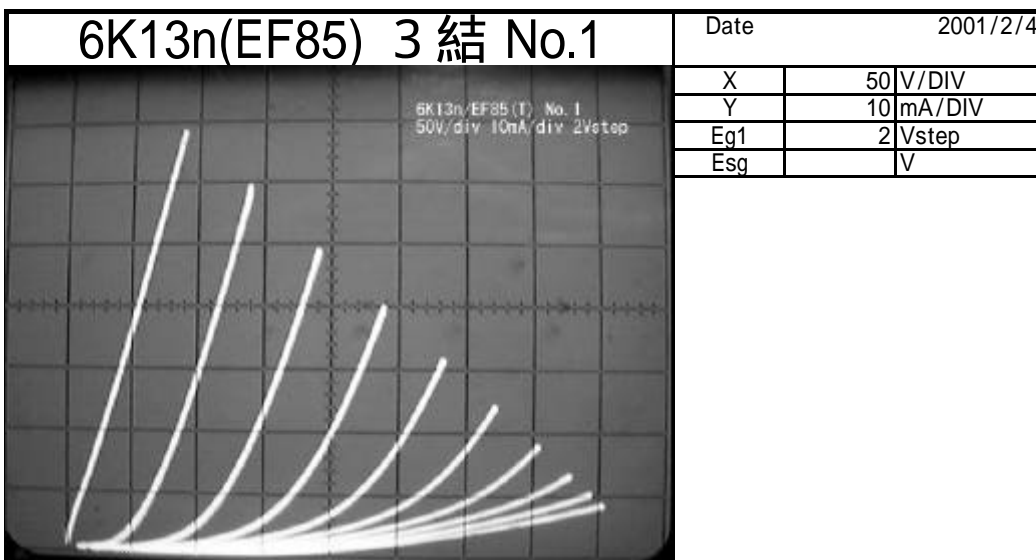 6K13n(EF85) 3結 No.1
Date 2001/2/4
X 50 V/DIV
Y 10 mA/DIV
Eg1 2 Vstep
Esg V
6K13n/EF85(T) No.1
50V/div 10mA/div 2Vstep